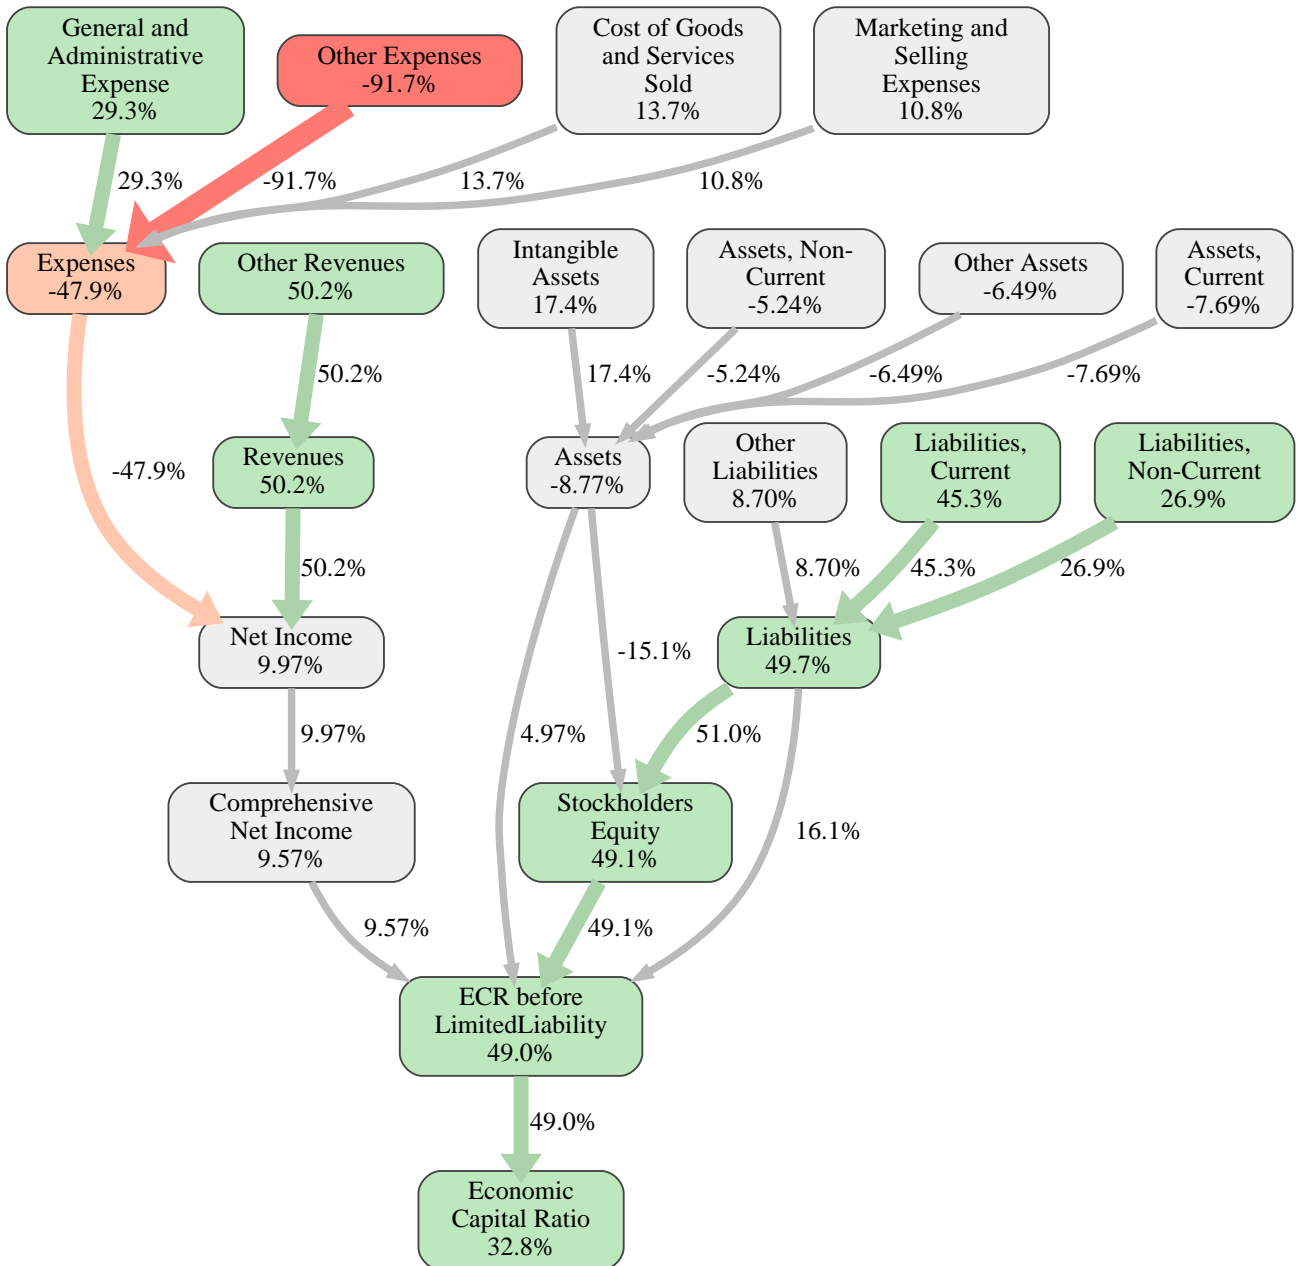 General and
Administrative
Expense
29.3%
Other Expenses
-91.7%
Cost of Goods
and Services
Sold
13.7%
Marketing and
Selling
Expenses
10.8%
29.3%
-91.7%
13.7%
10.8%
Expenses
-47.9%
Other Revenues
50.2%
Intangible
Assets
17.4%
Assets, Non-
Current
-5.24%
Other Assets
-6.49%
Assets,
Current
-7.69%
50.2%
17.4%
-5.24%
-6.49%
-7.69%
-47.9%
Revenues
50.2%
Assets
-8.77%
Other
Liabilities
8.70%
Liabilities,
Current
45.3%
Liabilities,
Non-Current
26.9%
50.2%
8.70%
45.3%
26.9%
Net Income
9.97%
-15.1%
Liabilities
49.7%
9.97%
4.97%
51.0%
Comprehensive
Net Income
9.57%
Stockholders
Equity
49.1%
16.1%
9.57%
49.1%
ECR before
LimitedLiability
49.0%
49.0%
Economic
Capital Ratio
32.8%